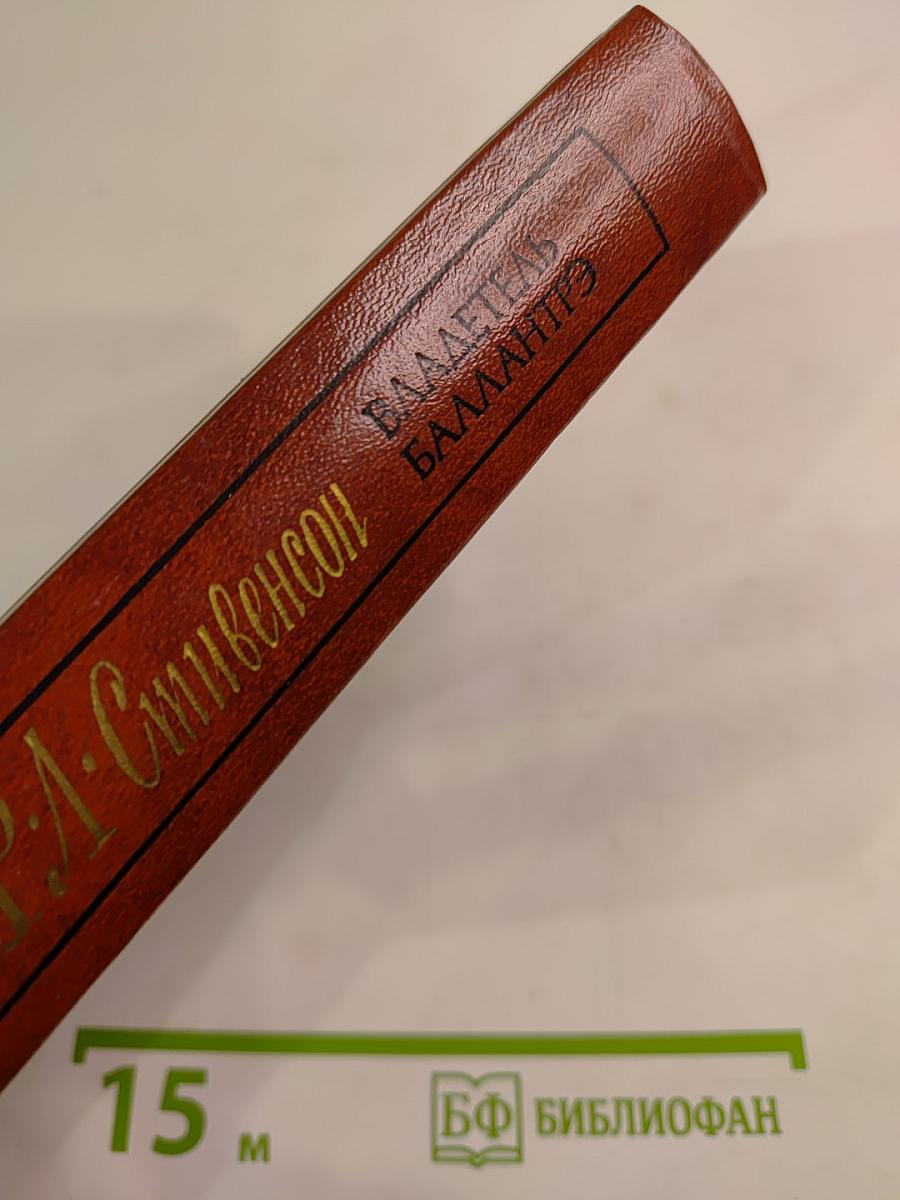 Р·Л·Стивенсон
ВЛАДЕТЕЛЬ
БАЛЛАНТРЭ
15 м
БФ БИБЛИОФАН